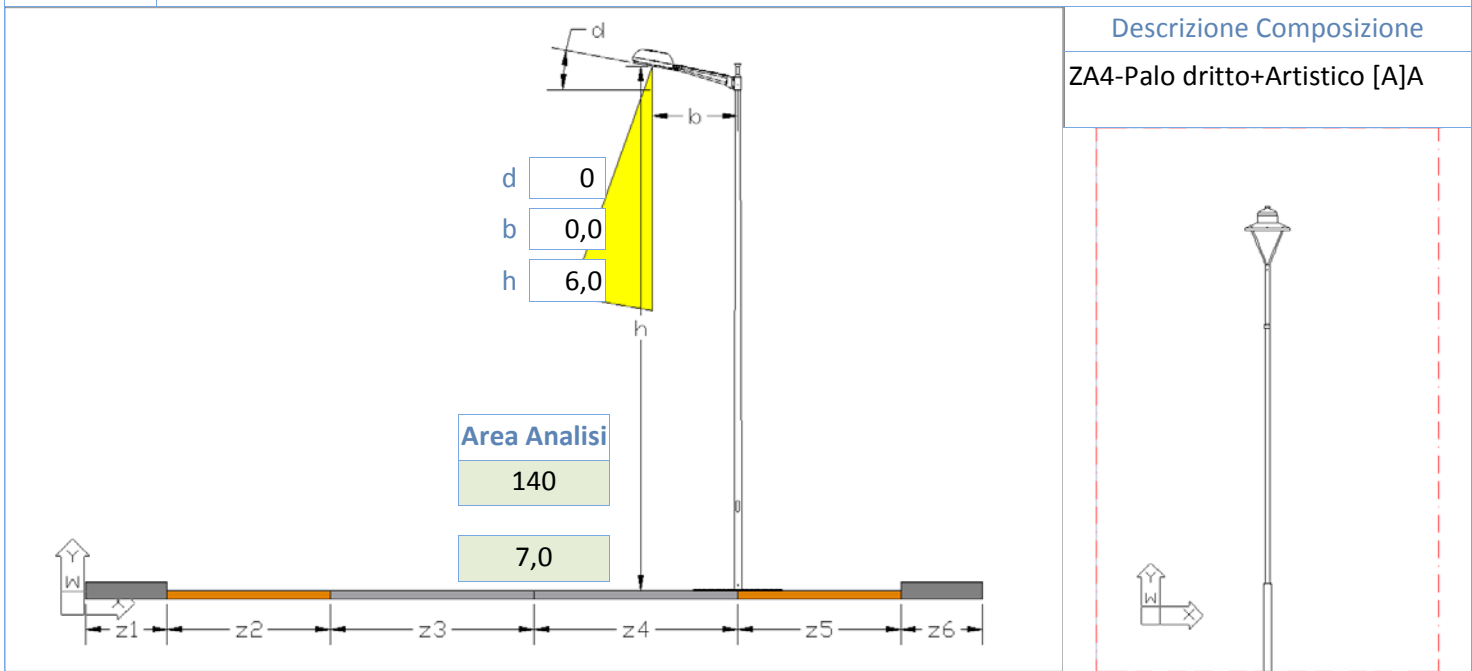 Descrizione Composizione
ZA4-Palo dritto+Artistico [A]A
d
b
d 0
b 0,0
h 6,0
h
Area Analisi
140
7,0
Y
W
X
z1 z2 z3 z4 z5 z6
Y
W
X